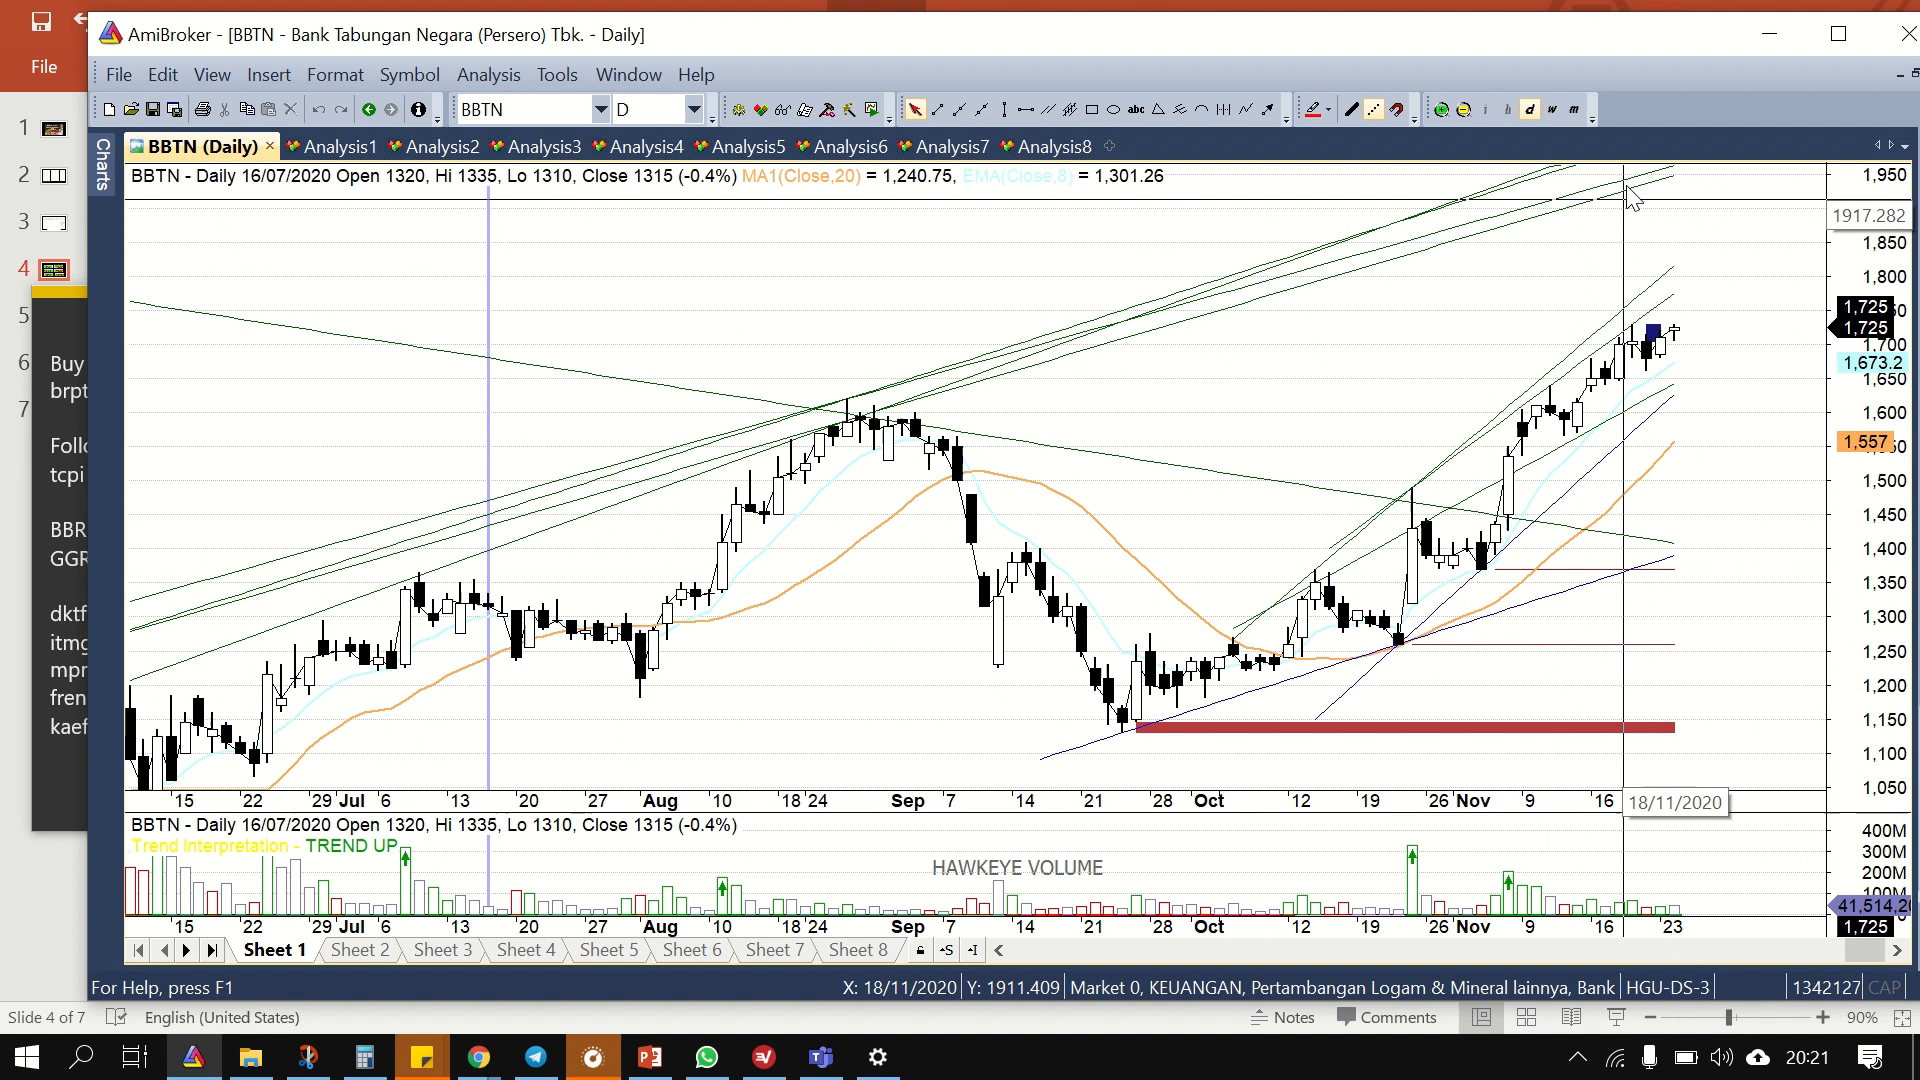 AmiBroker - [BBTN - Bank Tabungan Negara (Persero) Tbk. - Daily]
File
File Edit View Insert Format Symbol Analysis Tools Window Help
BBTN D abc d w m
Charts
BBTN (Daily) Analysis1 Analysis2 Analysis3 Analysis4 Analysis5 Analysis6 Analysis7 Analysis8
BBTN - Daily 16/07/2020 Open 1320, Hi 1335, Lo 1310, Close 1315 (-0.4%) MA1(Close,20) = 1,240.75, EMA(Close,8) = 1,301.26
1,950
1917.282
1,850
1,800
1,725
1,725
1,700
1,673.2
1,650
1,600
1,557
1,500
1,450
1,400
1,350
1,300
1,250
1,200
1,150
1,100
1,050
1
2
3
4
5
6
7
Buy
brpt
tcpi
BBR
GGR
dktf
mpr
fren
kaef
15 22 29 Jul 6 13 20 27 Aug 10 18 24 Sep 7 14 21 28 Oct 12 19 26 Nov 9 16 18/11/2020
BBTN - Daily 16/07/2020 Open 1320, Hi 1335, Lo 1310, Close 1315 (-0.4%)
Trend Interpretation - TREND UP
HAWKEYE VOLUME
400M
300M
200M
100M
1,725
15 22 29 Jul 6 13 20 27 Aug 10 18 24 Sep 7 14 21 28 Oct 12 19 26 Nov 9 16 23
Sheet 1 Sheet 2 Sheet 3 Sheet 4 Sheet 5 Sheet 6 Sheet 7 Sheet 8
For Help, press F1 X: 18/11/2020 Y: 1911.409 Market 0, KEUANGAN, Pertambangan Logam & Mineral lainnya, Bank HGU-DS-3 1342127 CAP
Slide 4 of 7 English (United States) Notes Comments 90%
20:21